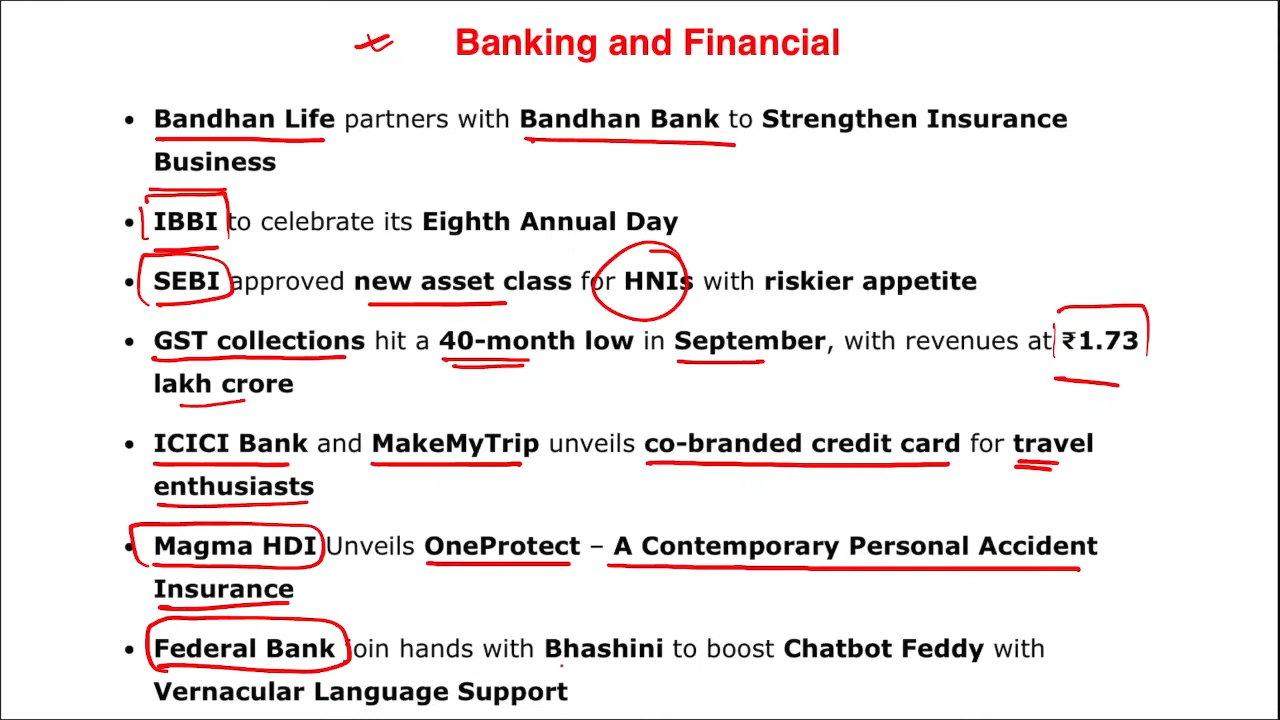 Banking and Financial
• Bandhan Life partners with Bandhan Bank to Strengthen Insurance
Business
• IBBI to celebrate its Eighth Annual Day
• SEBI approved new asset class for HNIs with riskier appetite
• GST collections hit a 40-month low in September, with revenues at ₹1.73
lakh crore
• ICICI Bank and MakeMyTrip unveils co-branded credit card for travel
enthusiasts
• Magma HDI Unveils OneProtect – A Contemporary Personal Accident
Insurance
• Federal Bank join hands with Bhashini to boost Chatbot Feddy with
Vernacular Language Support